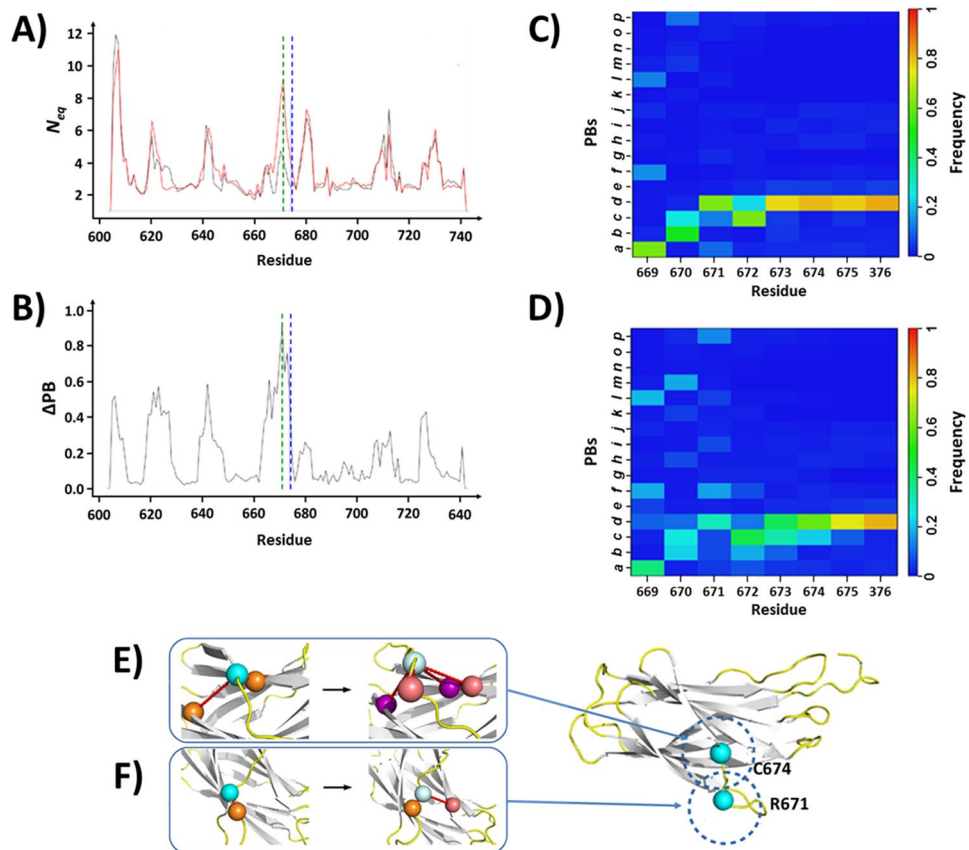 A)
12
10
8
6
4
2
Neq
600 620 640 660 680 700 720 740
Residue
B)
1.0
0.8
0.6
0.4
0.2
0.0
ΔPB
600 620 640 660 680 700 720 640
Residue
C)
p
o
n
m
l
k
j
i
h
g
f
e
d
c
b
a
PBs
669 670 671 672 673 674 675 376
Residue
1
0.8
0.6
0.4
0.2
0
Frequency
D)
p
o
n
m
l
k
j
i
h
g
f
e
d
c
b
a
PBs
669 670 671 672 673 674 675 376
Residue
1
0.8
0.6
0.4
0.2
0
Frequency
E)
F)
C674
R671